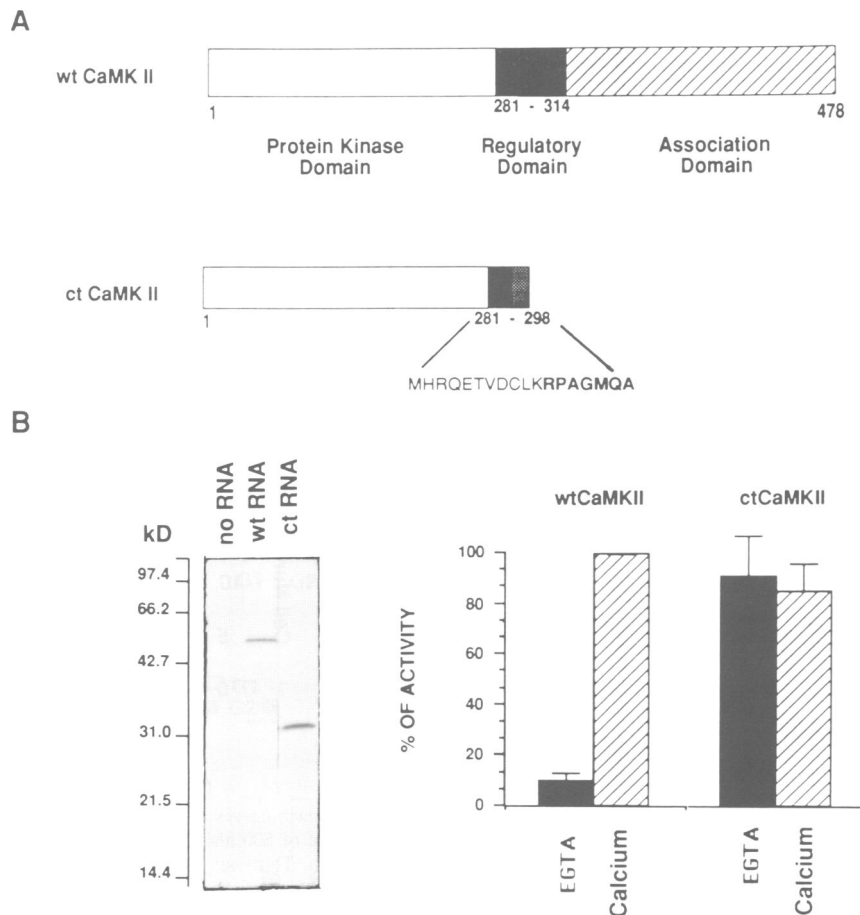 A
wt CaMK II
1
281 - 314
478
Protein Kinase
Domain
Regulatory
Domain
Association
Domain
ct CaMK II
1
281 - 298
MHRQETVDCLKRPAGMQA
B
kD
no RNA
wt RNA
ct RNA
97.4
66.2
42.7
31.0
21.5
14.4
wtCaMKII
ctCaMKII
% OF ACTIVITY
100
80
60
40
20
10
0
EGTA
Calcium
EGTA
Calcium